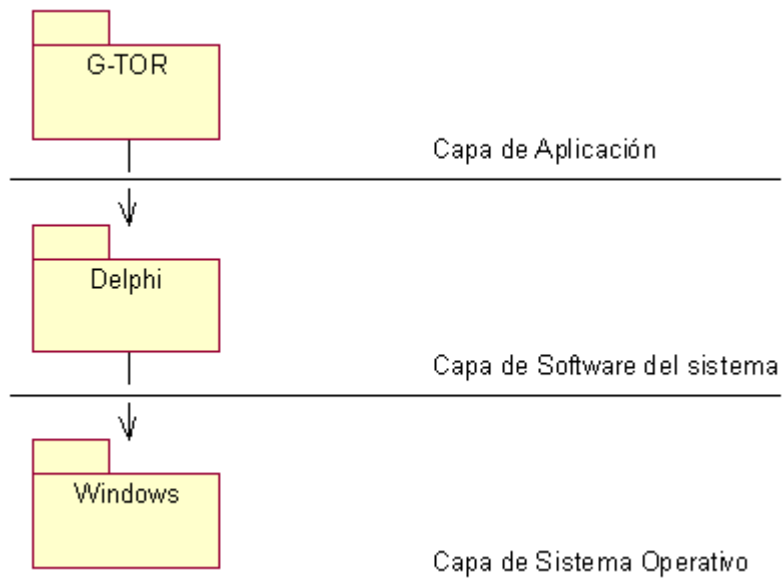 G-TOR
Capa de Aplicación
Delphi
Capa de Software del sistema
Windows
Capa de Sistema Operativo